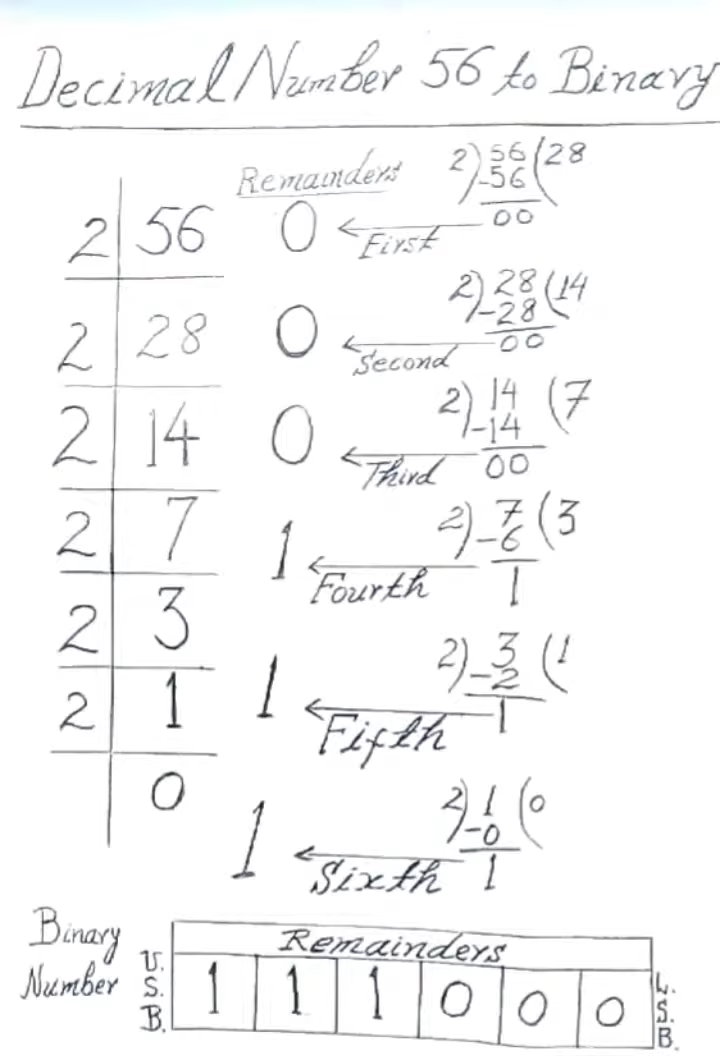 Decimal Number 56 to Binary
Remainders
2 56 0 First 2) 56 (28
-56
00
2 28 0 Second 2) 28 (14
-28
00
2 14 0 Third 2) 14 (7
-14
00
2 7 1 Fourth 2) 7 (3
-6
1
2 3 1 Fifth 2) 3 (1
-2
1
2 1 1 Sixth 2) 1 (0
-0
1
0
Binary Number
Remainders
U.S.B. 1 1 1 0 0 0 L.S.B.